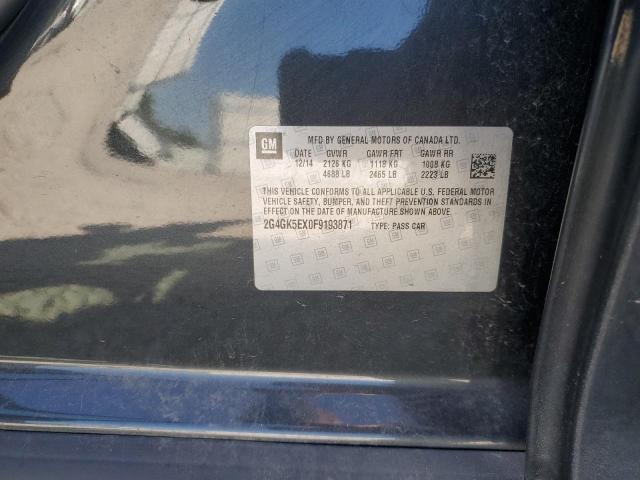 GM
MFD BY GENERAL MOTORS OF CANADA LTD.
DATE GVWR GAWR FRT GAWR RR
12/14 2126 KG 1118 KG 1008 KG
4688 LB 2465 LB 2223 LB
THIS VEHICLE CONFORMS TO ALL APPLICABLE U.S. FEDERAL MOTOR
VEHICLE SAFETY, BUMPER, AND THEFT PREVENTION STANDARDS IN
EFFECT ON THE DATE OF MANUFACTURE SHOWN ABOVE.
2G4GK5EX0F9193871 TYPE: PASS CAR